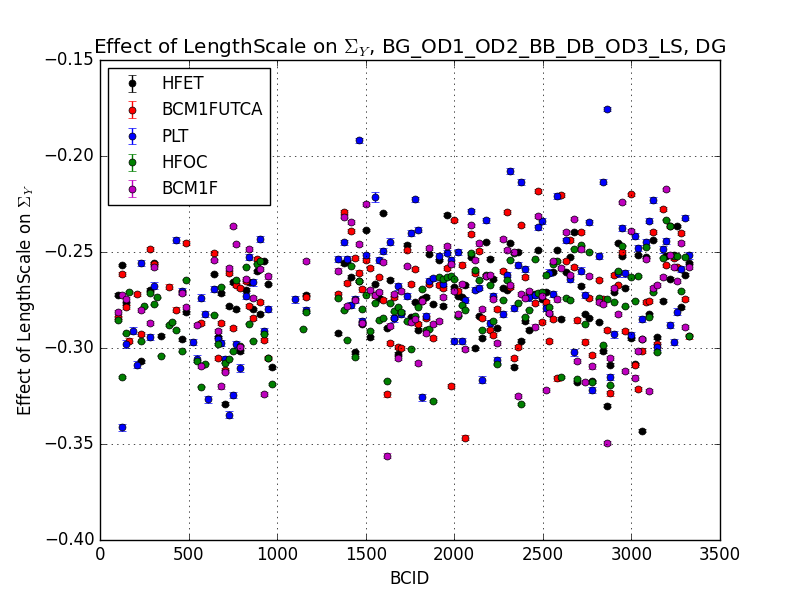 Effect of LengthScale on Σ_Y, BG_OD1_OD2_BB_DB_OD3_LS, DG
−0.15
HFET
BCM1FUTCA
PLT
HFOC
BCM1F
−0.20
−0.25
−0.30
−0.35
−0.40
Effect of LengthScale on Σ_Y
0 500 1000 1500 2000 2500 3000 3500
BCID